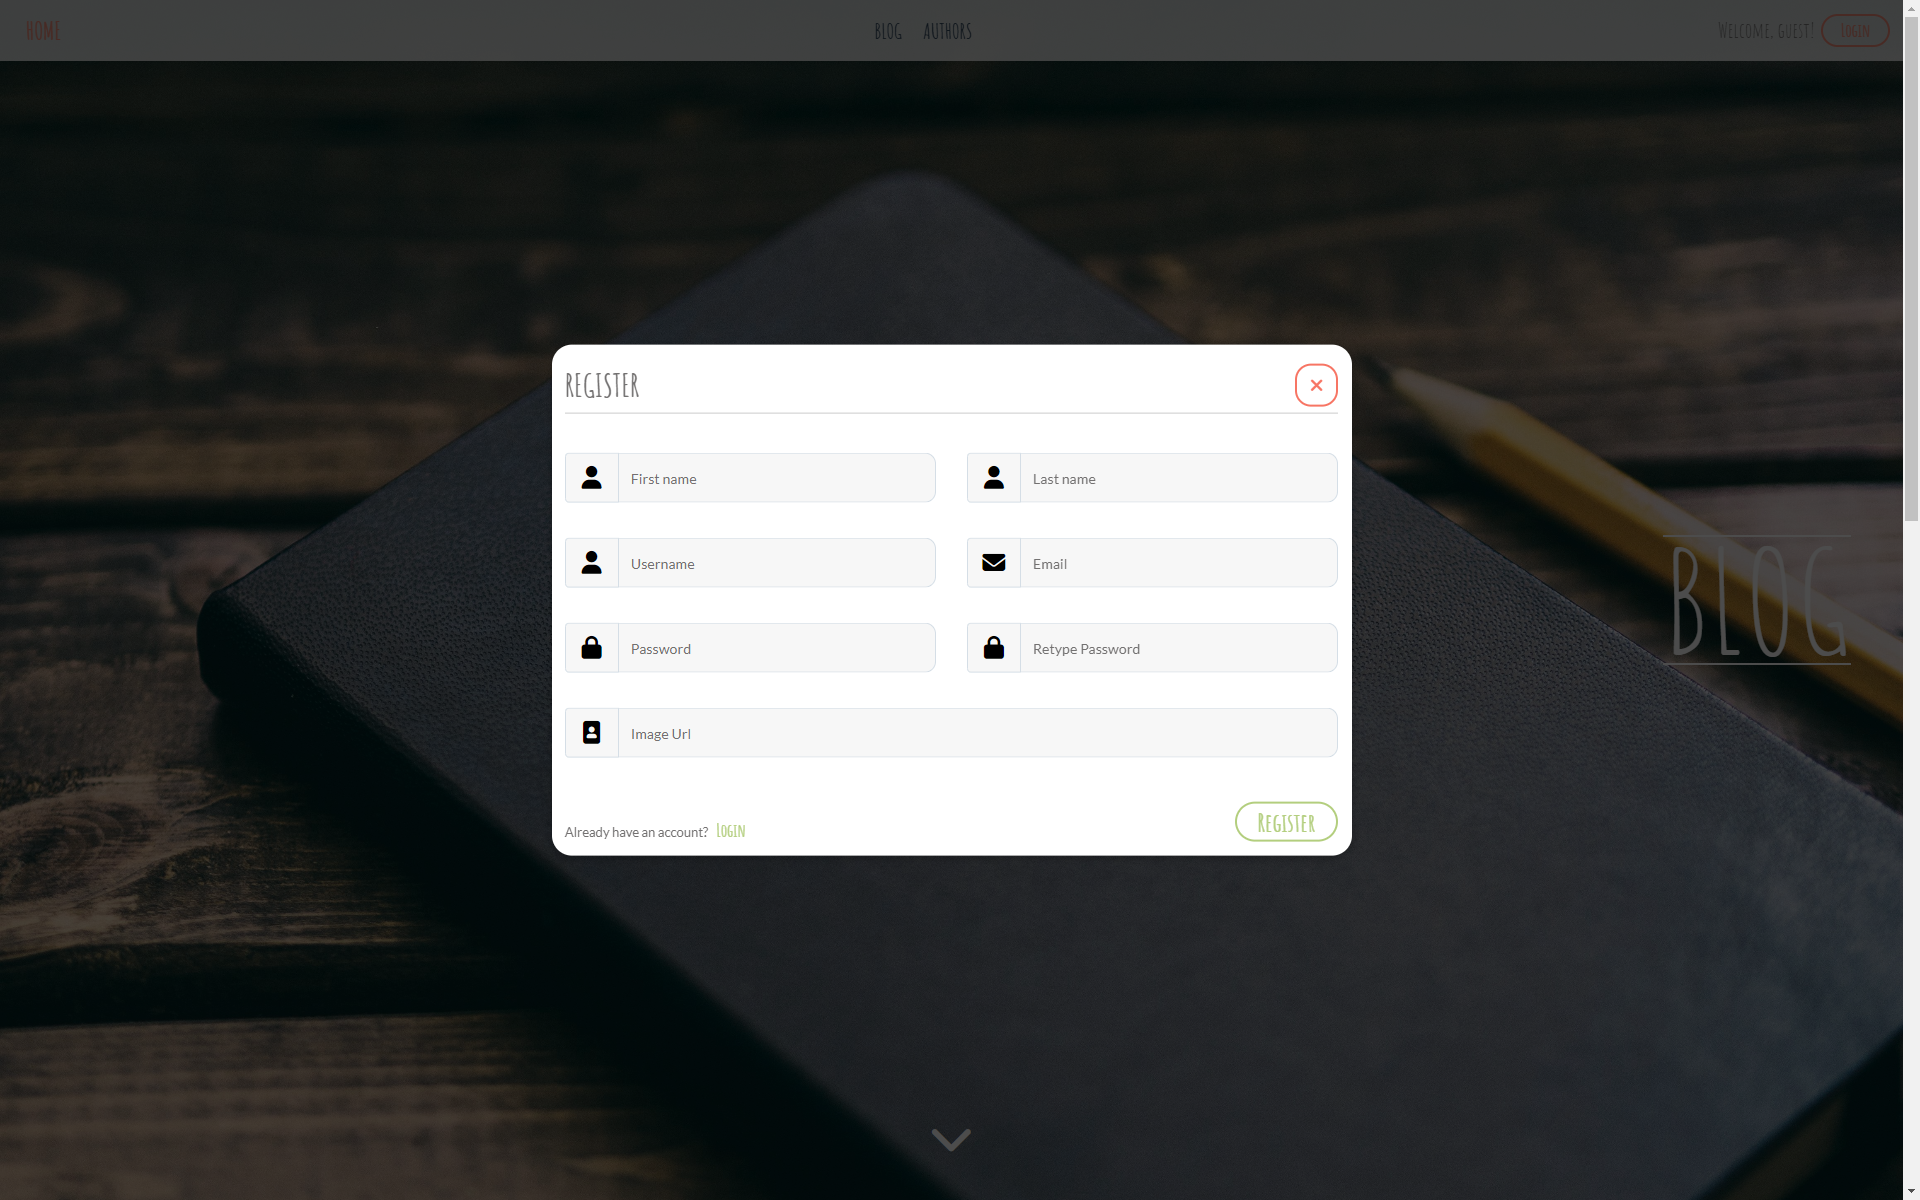 HOME
BLOG AUTHORS
Welcome, guest! Login
BLOG
REGISTER
First name
Last name
Username
Email
Password
Retype Password
Image Url
Already have an account? Login
Register